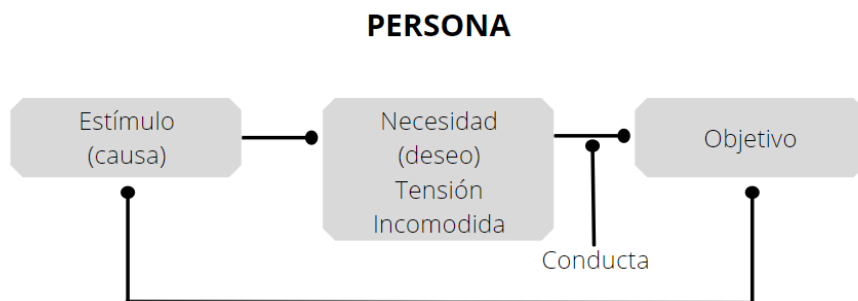 PERSONA
Estímulo
(causa)
Necesidad
(deseo)
Tensión
Incomodida
Objetivo
Conducta